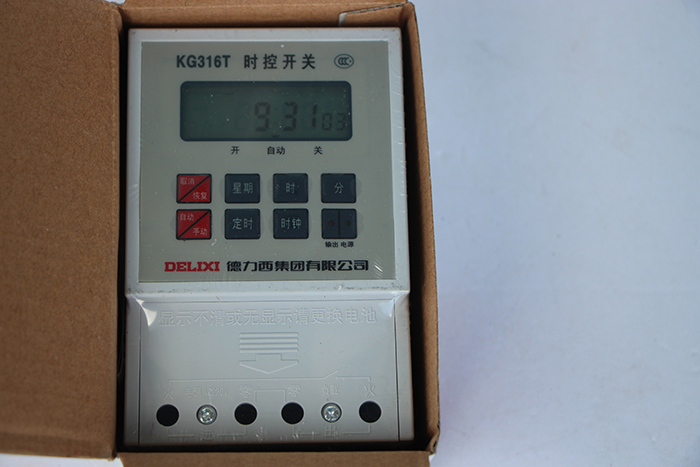 KG316T 时控开关
9:31 03
开 自动 关
取消/恢复 星期 时 分
自动/手动 定时 时钟
输出 电源
DELIXI 德力西集团有限公司
显示不清或无显示请更换电池